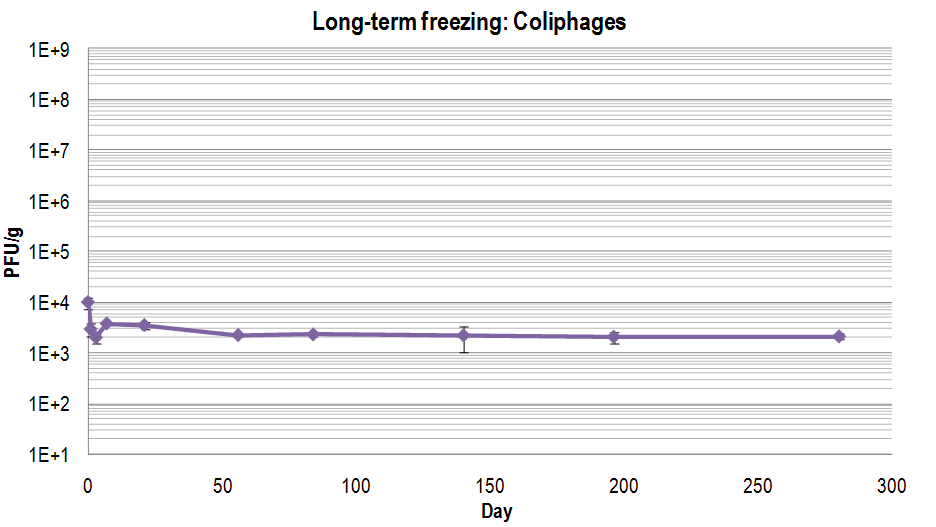 Long-term freezing: Coliphages
1E+9
1E+8
1E+7
1E+6
1E+5
1E+4
1E+3
1E+2
1E+1
PFU/g
0 50 100 150 200 250 300
Day